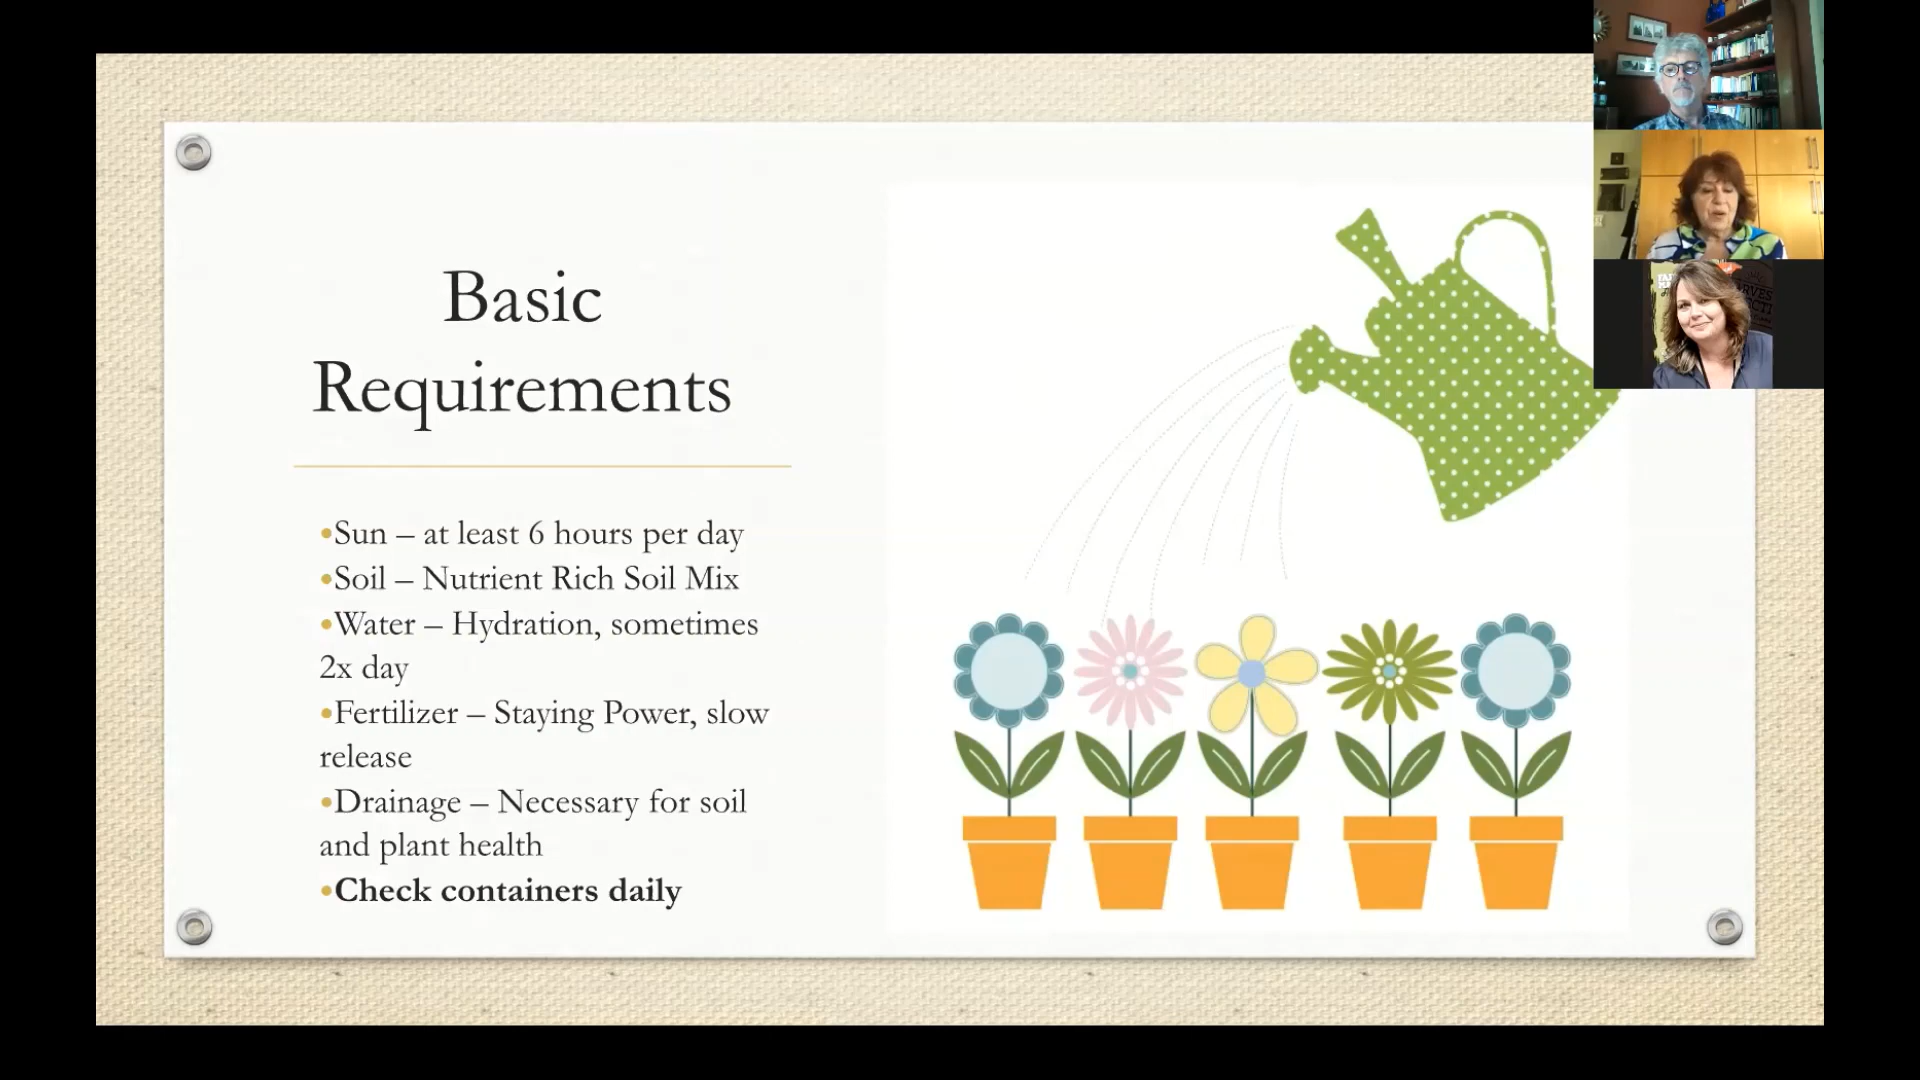 Basic
Requirements
•Sun – at least 6 hours per day
•Soil – Nutrient Rich Soil Mix
•Water – Hydration, sometimes
2x day
•Fertilizer – Staying Power, slow
release
•Drainage – Necessary for soil
and plant health
•Check containers daily